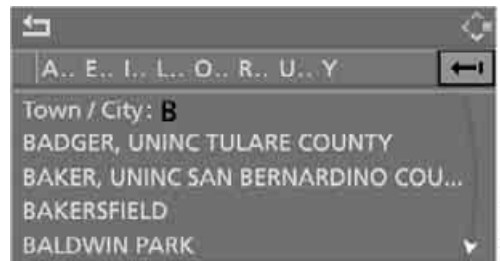 A.. E.. I.. L.. O.. R.. U.. Y
Town / City: B
BADGER, UNINC TULARE COUNTY
BAKER, UNINC SAN BERNARDINO COU...
BAKERSFIELD
BALDWIN PARK